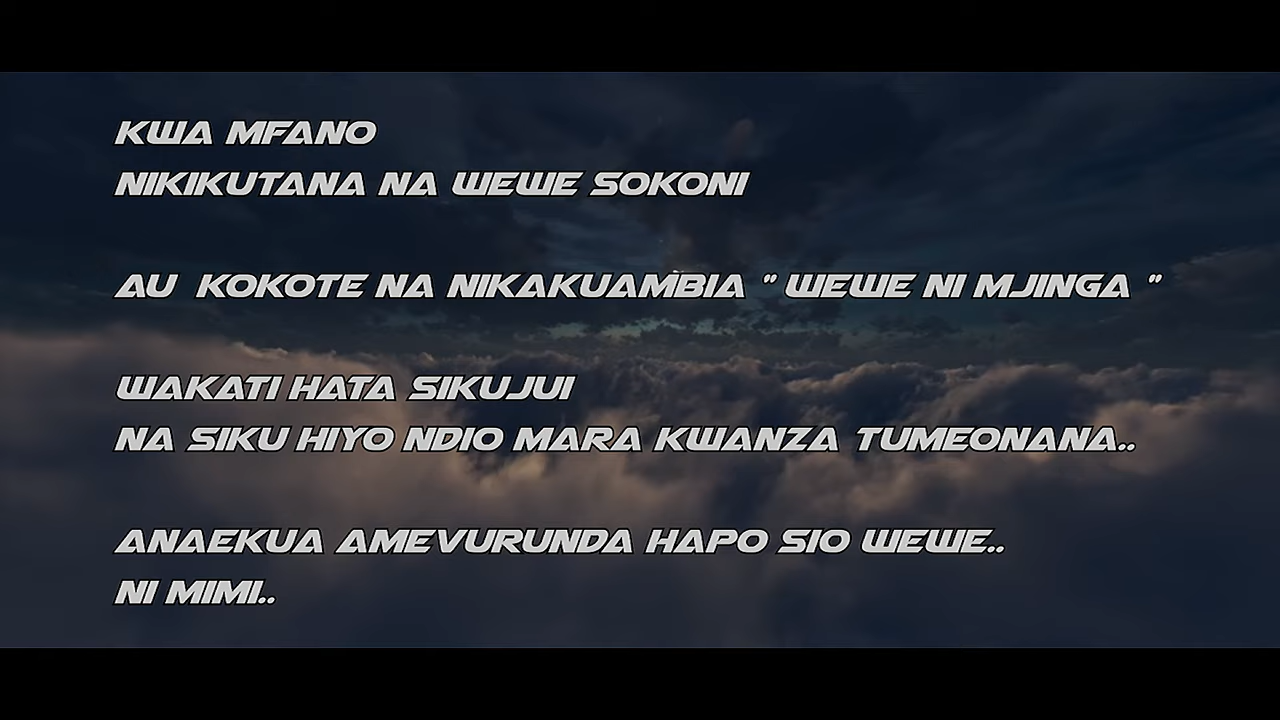 KWA MFANO
NIKIKUTANA NA WEWE SOKONI
AU KOKOTE NA NIKAKUAMBIA " WEWE NI MJINGA "
WAKATI HATA SIKUJUI
NA SIKU HIYO NDIO MARA KWANZA TUMEONANA..
ANAEKUA AMEVURUNDA HAPO SIO WEWE..
NI MIMI..